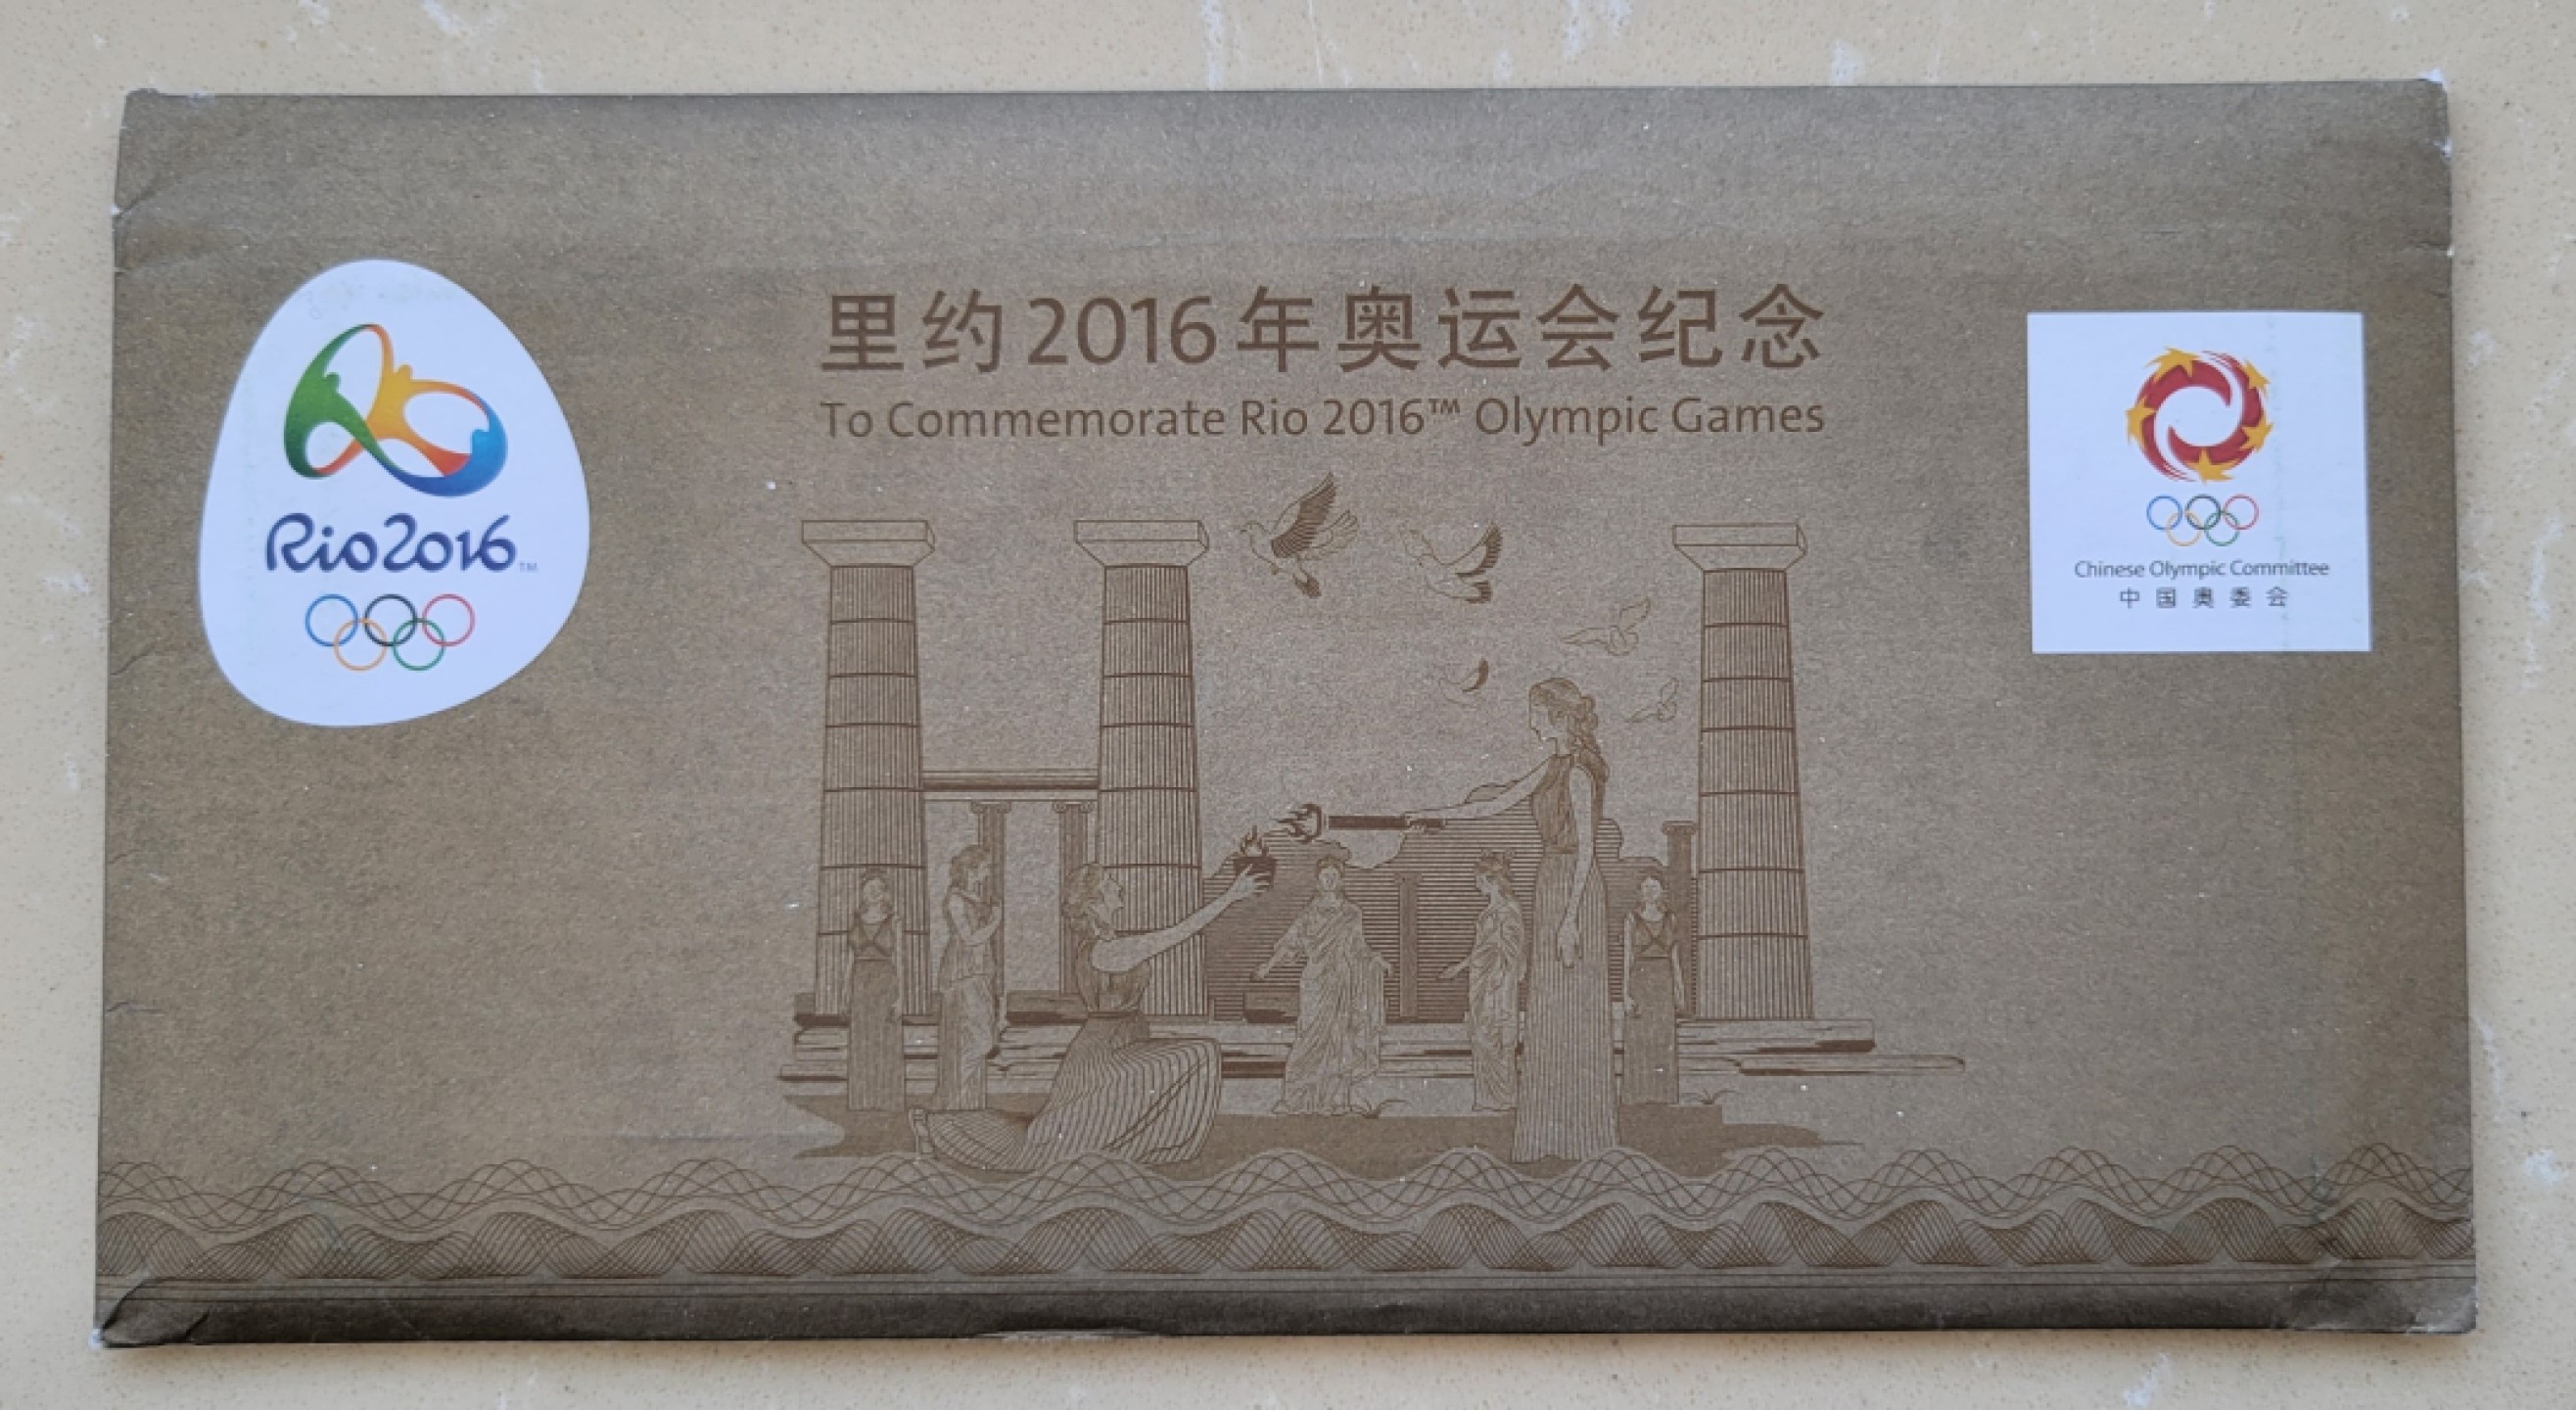 里约2016年奥运会纪念
To Commemorate Rio 2016™ Olympic Games
Rio2016™
Chinese Olympic Committee
中国奥委会